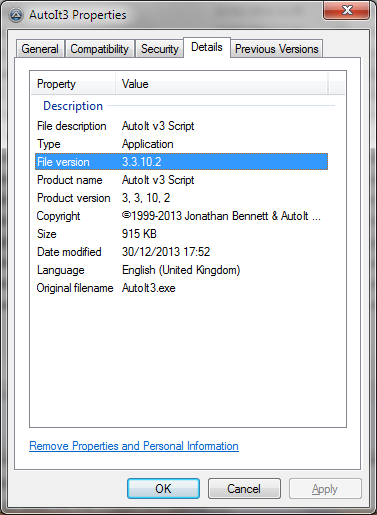 AutoIt3 Properties
General Compatibility Security Details Previous Versions
Property Value
Description
File description AutoIt v3 Script
Type Application
File version 3.3.10.2
Product name AutoIt v3 Script
Product version 3, 3, 10, 2
Copyright ©1999-2013 Jonathan Bennett & AutoIt ...
Size 915 KB
Date modified 30/12/2013 17:52
Language English (United Kingdom)
Original filename AutoIt3.exe
Remove Properties and Personal Information
OK Cancel Apply